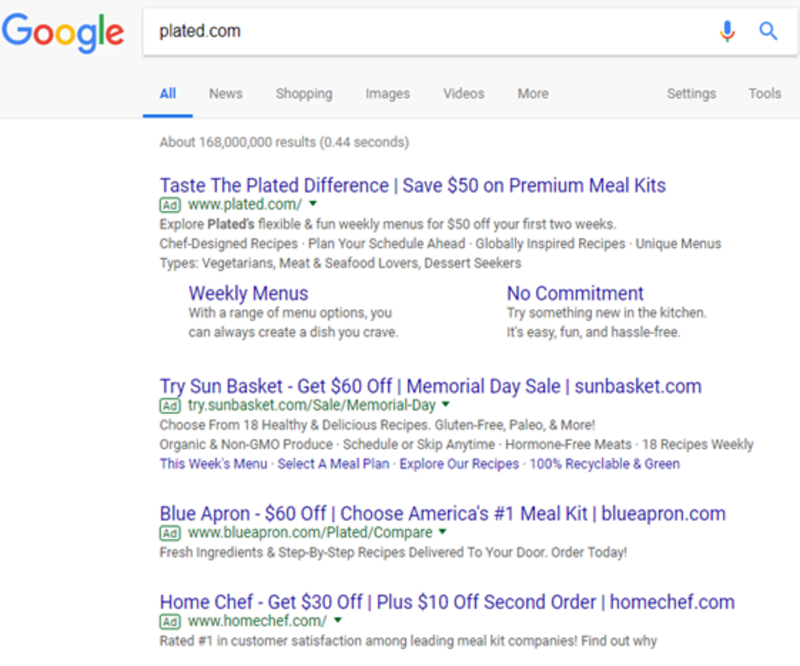 Google
plated.com
All News Shopping Images Videos More Settings Tools
About 168,000,000 results (0.44 seconds)
Taste The Plated Difference | Save $50 on Premium Meal Kits
Ad www.plated.com/
Explore Plated's flexible & fun weekly menus for $50 off your first two weeks.
Chef-Designed Recipes · Plan Your Schedule Ahead · Globally Inspired Recipes · Unique Menus
Types: Vegetarians, Meat & Seafood Lovers, Dessert Seekers
Weekly Menus
With a range of menu options, you
can always create a dish you crave.
No Commitment
Try something new in the kitchen.
It's easy, fun, and hassle-free.
Try Sun Basket - Get $60 Off | Memorial Day Sale | sunbasket.com
Ad try.sunbasket.com/Sale/Memorial-Day
Choose From 18 Healthy & Delicious Recipes. Gluten-Free, Paleo, & More!
Organic & Non-GMO Produce · Schedule or Skip Anytime · Hormone-Free Meats · 18 Recipes Weekly
This Week's Menu · Select A Meal Plan · Explore Our Recipes · 100% Recyclable & Green
Blue Apron - $60 Off | Choose America's #1 Meal Kit | blueapron.com
Ad www.blueapron.com/Plated/Compare
Fresh Ingredients & Step-By-Step Recipes Delivered To Your Door. Order Today!
Home Chef - Get $30 Off | Plus $10 Off Second Order | homechef.com
Ad www.homechef.com/
Rated #1 in customer satisfaction among leading meal kit companies! Find out why